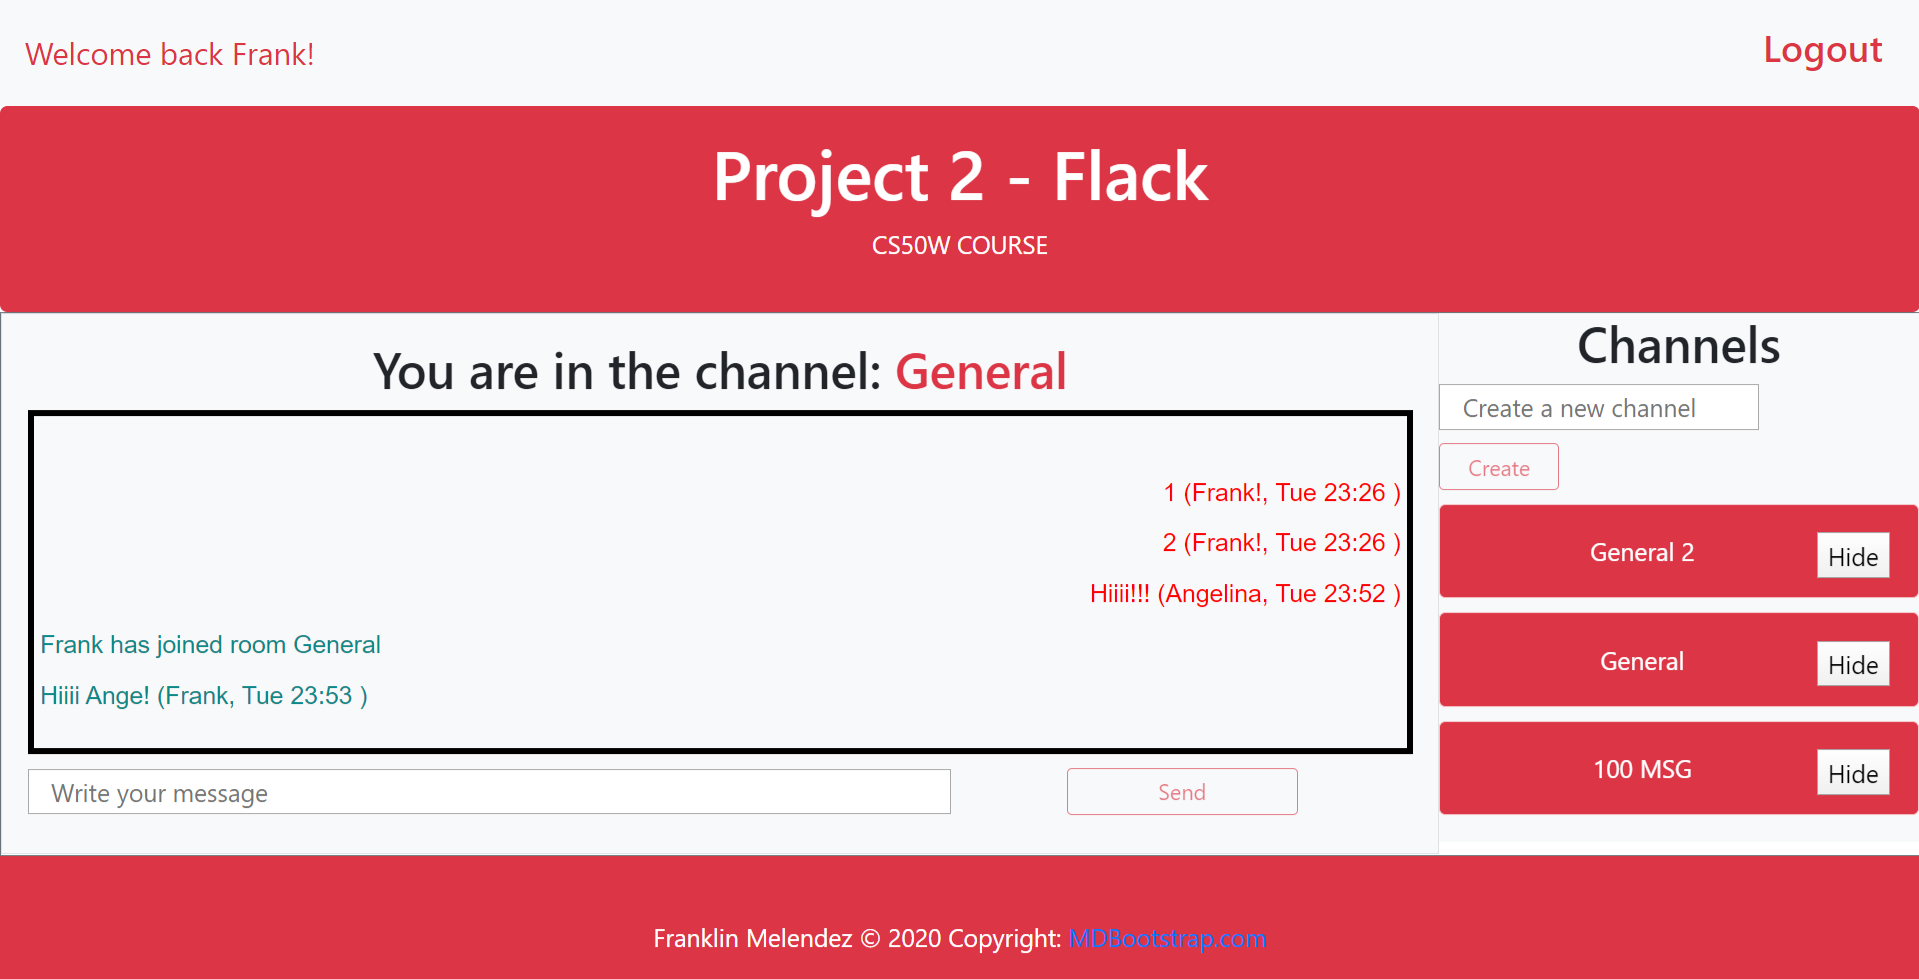 Welcome back Frank!
Logout
Project 2 - Flack
CS50W COURSE
You are in the channel: General
1 (Frank!, Tue 23:26 )
2 (Frank!, Tue 23:26 )
Hiiii!!! (Angelina, Tue 23:52 )
Frank has joined room General
Hiiii Ange! (Frank, Tue 23:53 )
Write your message
Send
Channels
Create a new channel
Create
General 2
Hide
General
Hide
100 MSG
Hide
Franklin Melendez © 2020 Copyright: MDBootstrap.com